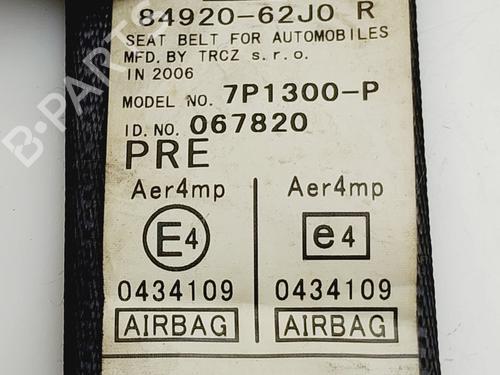 84920-62J0 R
SEAT BELT FOR AUTOMOBILES
MFD. BY TRCZ s.r.o.
IN 2006
MODEL NO. 7P1300-P
ID.NO. 067820
PRE
Aer4mp Aer4mp
E4 e4
0434109 0434109
AIRBAG AIRBAG
B-PARTS